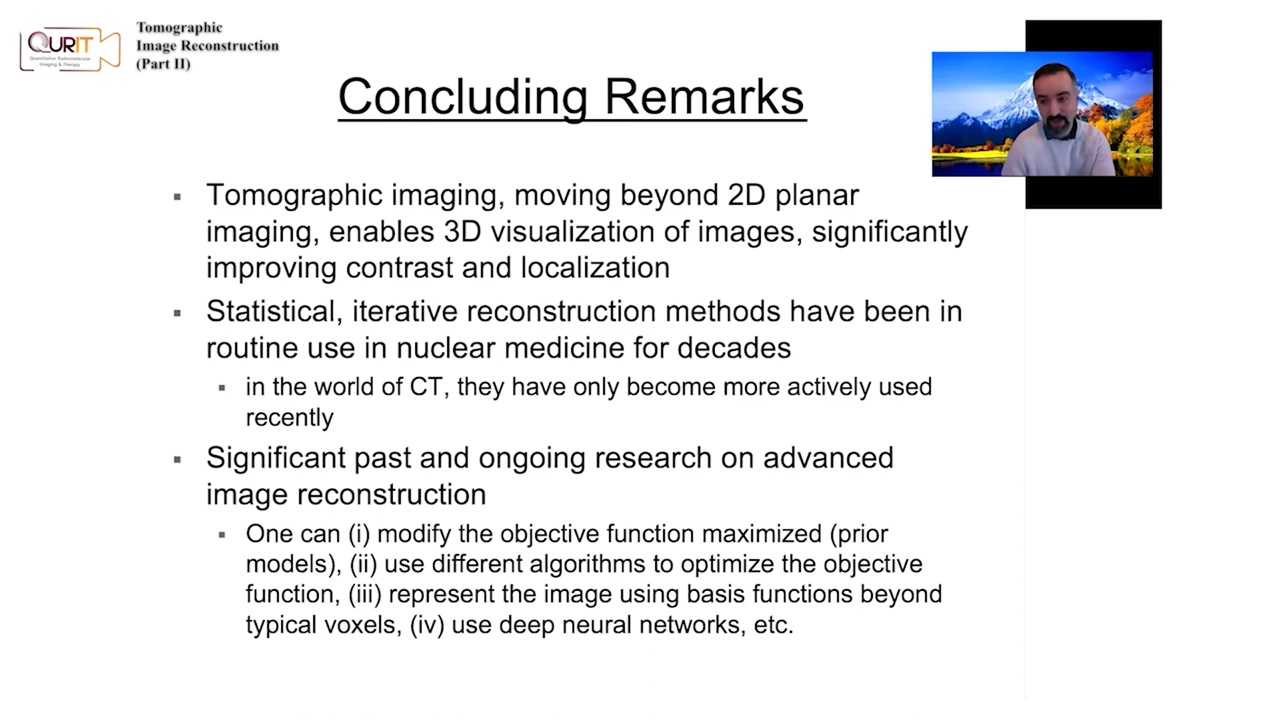 QURIT
Quantitative Radiomolecular
Imaging & Therapy
Tomographic
Image Reconstruction
(Part II)
Concluding Remarks
Tomographic imaging, moving beyond 2D planar
imaging, enables 3D visualization of images, significantly
improving contrast and localization
Statistical, iterative reconstruction methods have been in
routine use in nuclear medicine for decades
in the world of CT, they have only become more actively used
recently
Significant past and ongoing research on advanced
image reconstruction
One can (i) modify the objective function maximized (prior
models), (ii) use different algorithms to optimize the objective
function, (iii) represent the image using basis functions beyond
typical voxels, (iv) use deep neural networks, etc.